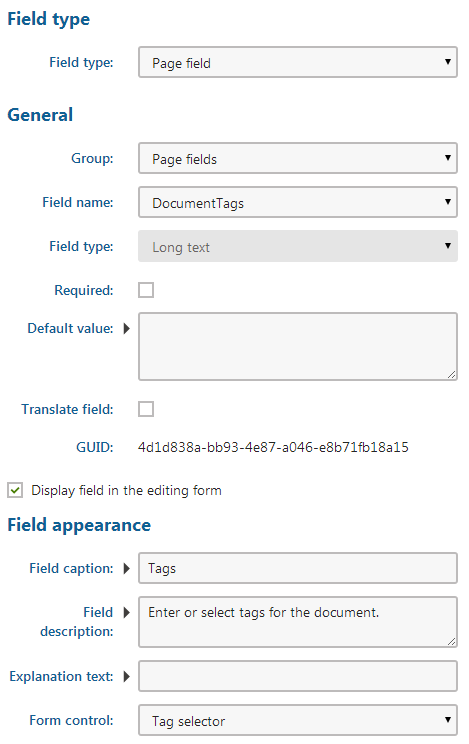 Field type
Field type: Page field
General
Group: Page fields
Field name: DocumentTags
Field type: Long text
Required:
Default value:
Translate field:
GUID: 4d1d838a-bb93-4e87-a046-e8b71fb18a15
Display field in the editing form
Field appearance
Field caption: Tags
Field description: Enter or select tags for the document.
Explanation text:
Form control: Tag selector